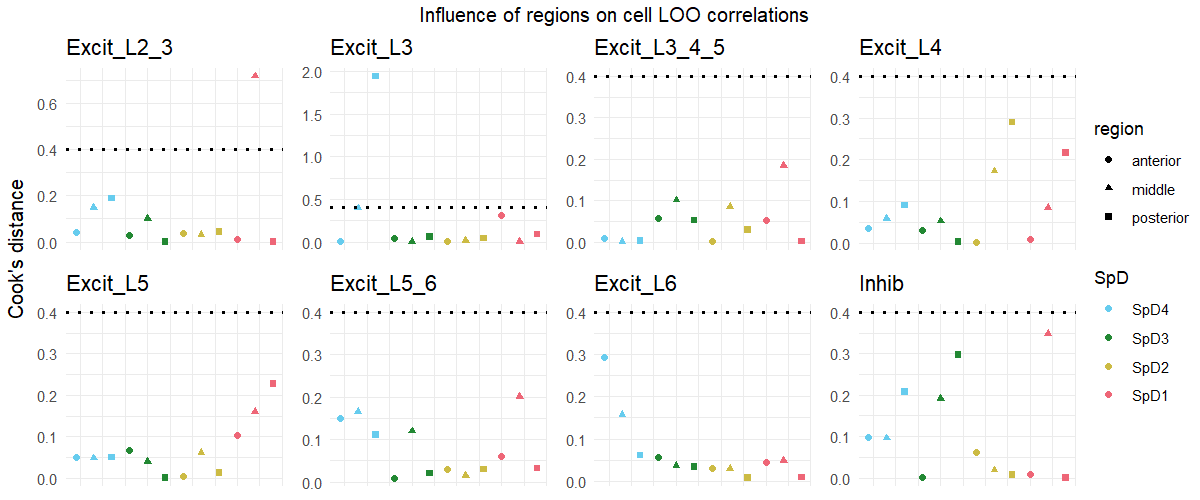 Influence of regions on cell LOO correlations
Cook's distance
Excit_L2_3
0.6
0.4
0.2
0.0
Excit_L3
2.0
1.5
1.0
0.5
0.0
Excit_L3_4_5
0.4
0.3
0.2
0.1
0.0
Excit_L4
0.4
0.3
0.2
0.1
0.0
Excit_L5
0.4
0.3
0.2
0.1
0.0
Excit_L5_6
0.4
0.3
0.2
0.1
0.0
Excit_L6
0.4
0.3
0.2
0.1
0.0
Inhib
0.4
0.3
0.2
0.1
0.0
region
anterior
middle
posterior
SpD
SpD4
SpD3
SpD2
SpD1